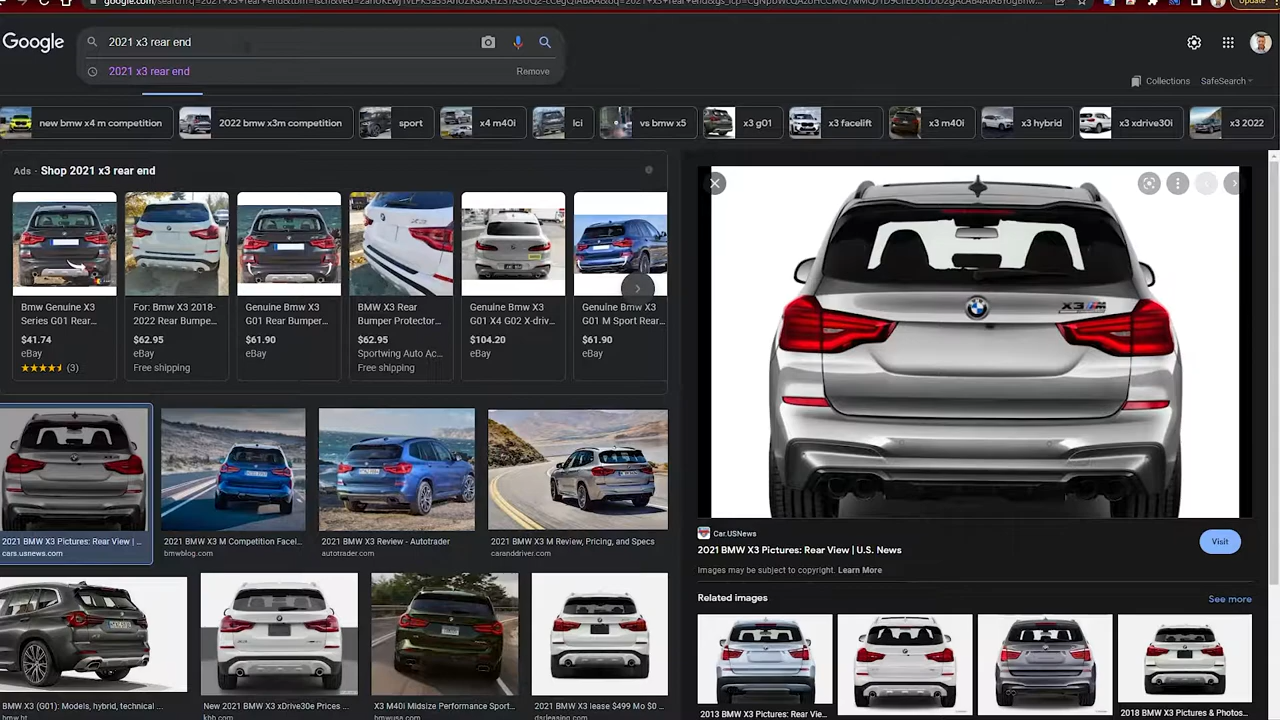 Google
2021 x3 rear end
2021 x3 rear end
Remove
Update
Collections
SafeSearch
new bmw x4 m competition
2022 bmw x3m competition
sport
x4 m40i
lci
vs bmw x5
x3 g01
x3 facelift
x3 m40i
x3 hybrid
x3 xdrive30i
x3 2022
Ads · Shop 2021 x3 rear end
Bmw Genuine X3
Series G01 Rear...
$41.74
eBay
(3)
For: Bmw X3 2018-
2022 Rear Bumpe...
$62.95
eBay
Free shipping
Genuine Bmw X3
G01 Rear Bumper...
$61.90
eBay
BMW X3 Rear
Bumper Protector...
$62.95
Sportwing Auto Ac...
Free shipping
Genuine Bmw X3
G01 X4 G02 X-driv...
$104.20
eBay
Genuine Bmw X3
G01 M Sport Rear...
$61.90
eBay
2021 BMW X3 Pictures: Rear View | ...
cars.usnews.com
2021 BMW X3 M Competition Facel...
bmwblog.com
2021 BMW X3 Review - Autotrader
autotrader.com
2021 BMW X3 M Review, Pricing, and Specs
caranddriver.com
X3 M
Car.USNews
2021 BMW X3 Pictures: Rear View | U.S. News
Visit
Images may be subject to copyright. Learn More
Related images
See more
2013 BMW X3 Pictures: Rear Vie...
2018 BMW X3 Pictures & Photos...
New 2021 BMW X3 xDrive30e Prices ...
kbb.com
X3 M40i Midsize Performance Sport...
bmwusa.com
2021 BMW X3 lease $499 Mo $0 ...
dsrleasing.com